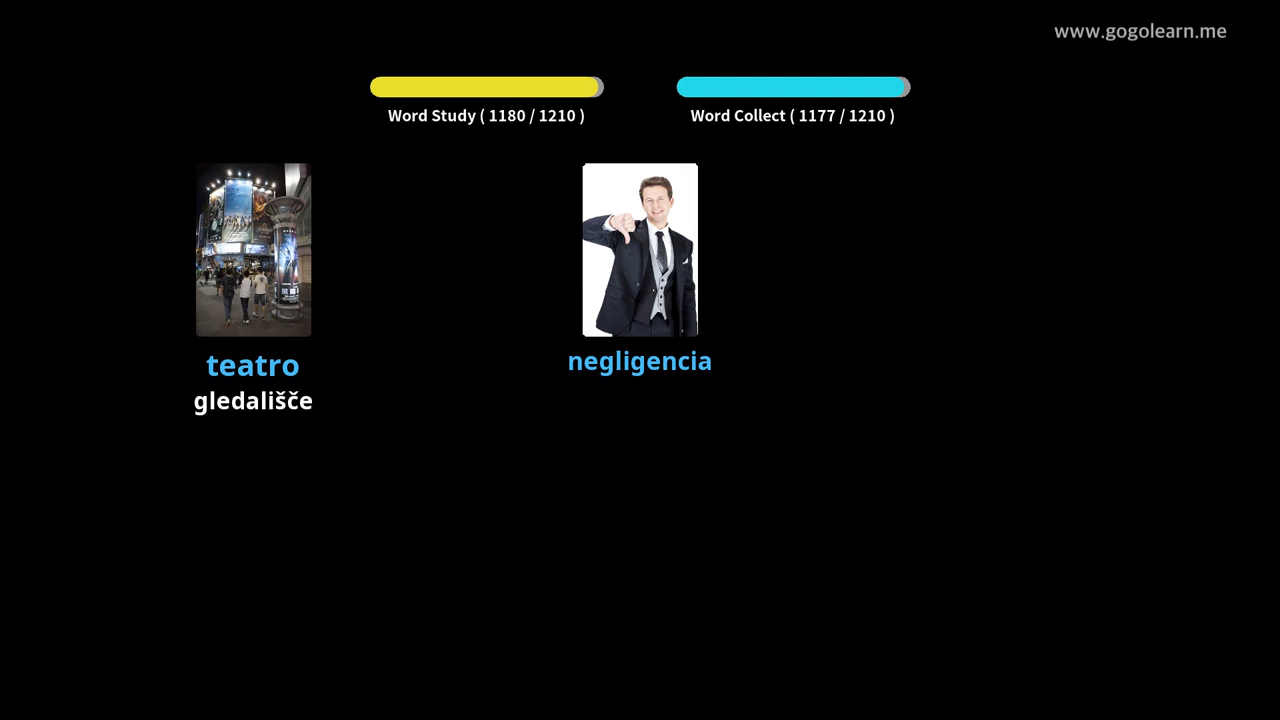 www.gogolearn.me
Word Study ( 1180 / 1210 )
Word Collect ( 1177 / 1210 )
teatro
gledališče
negligencia